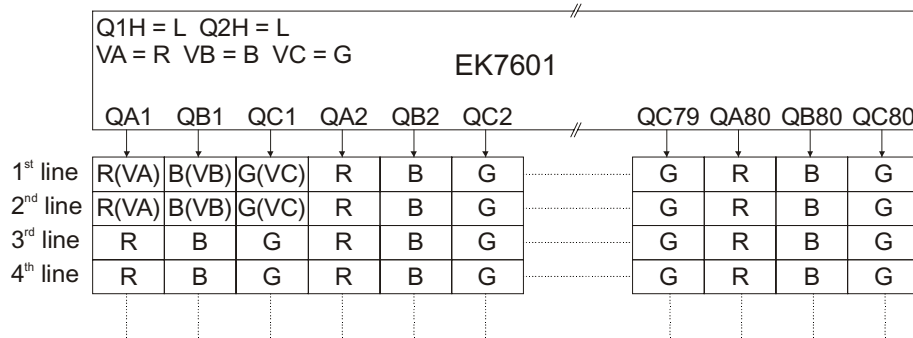 Q1H = L Q2H = L
VA = R VB = B VC = G
EK7601
QA1 QB1 QC1 QA2 QB2 QC2 QC79 QA80 QB80 QC80
1st line R(VA) B(VB) G(VC) R B G G R B G
2nd line R(VA) B(VB) G(VC) R B G G R B G
3rd line R B G R B G G R B G
4th line R B G R B G G R B G